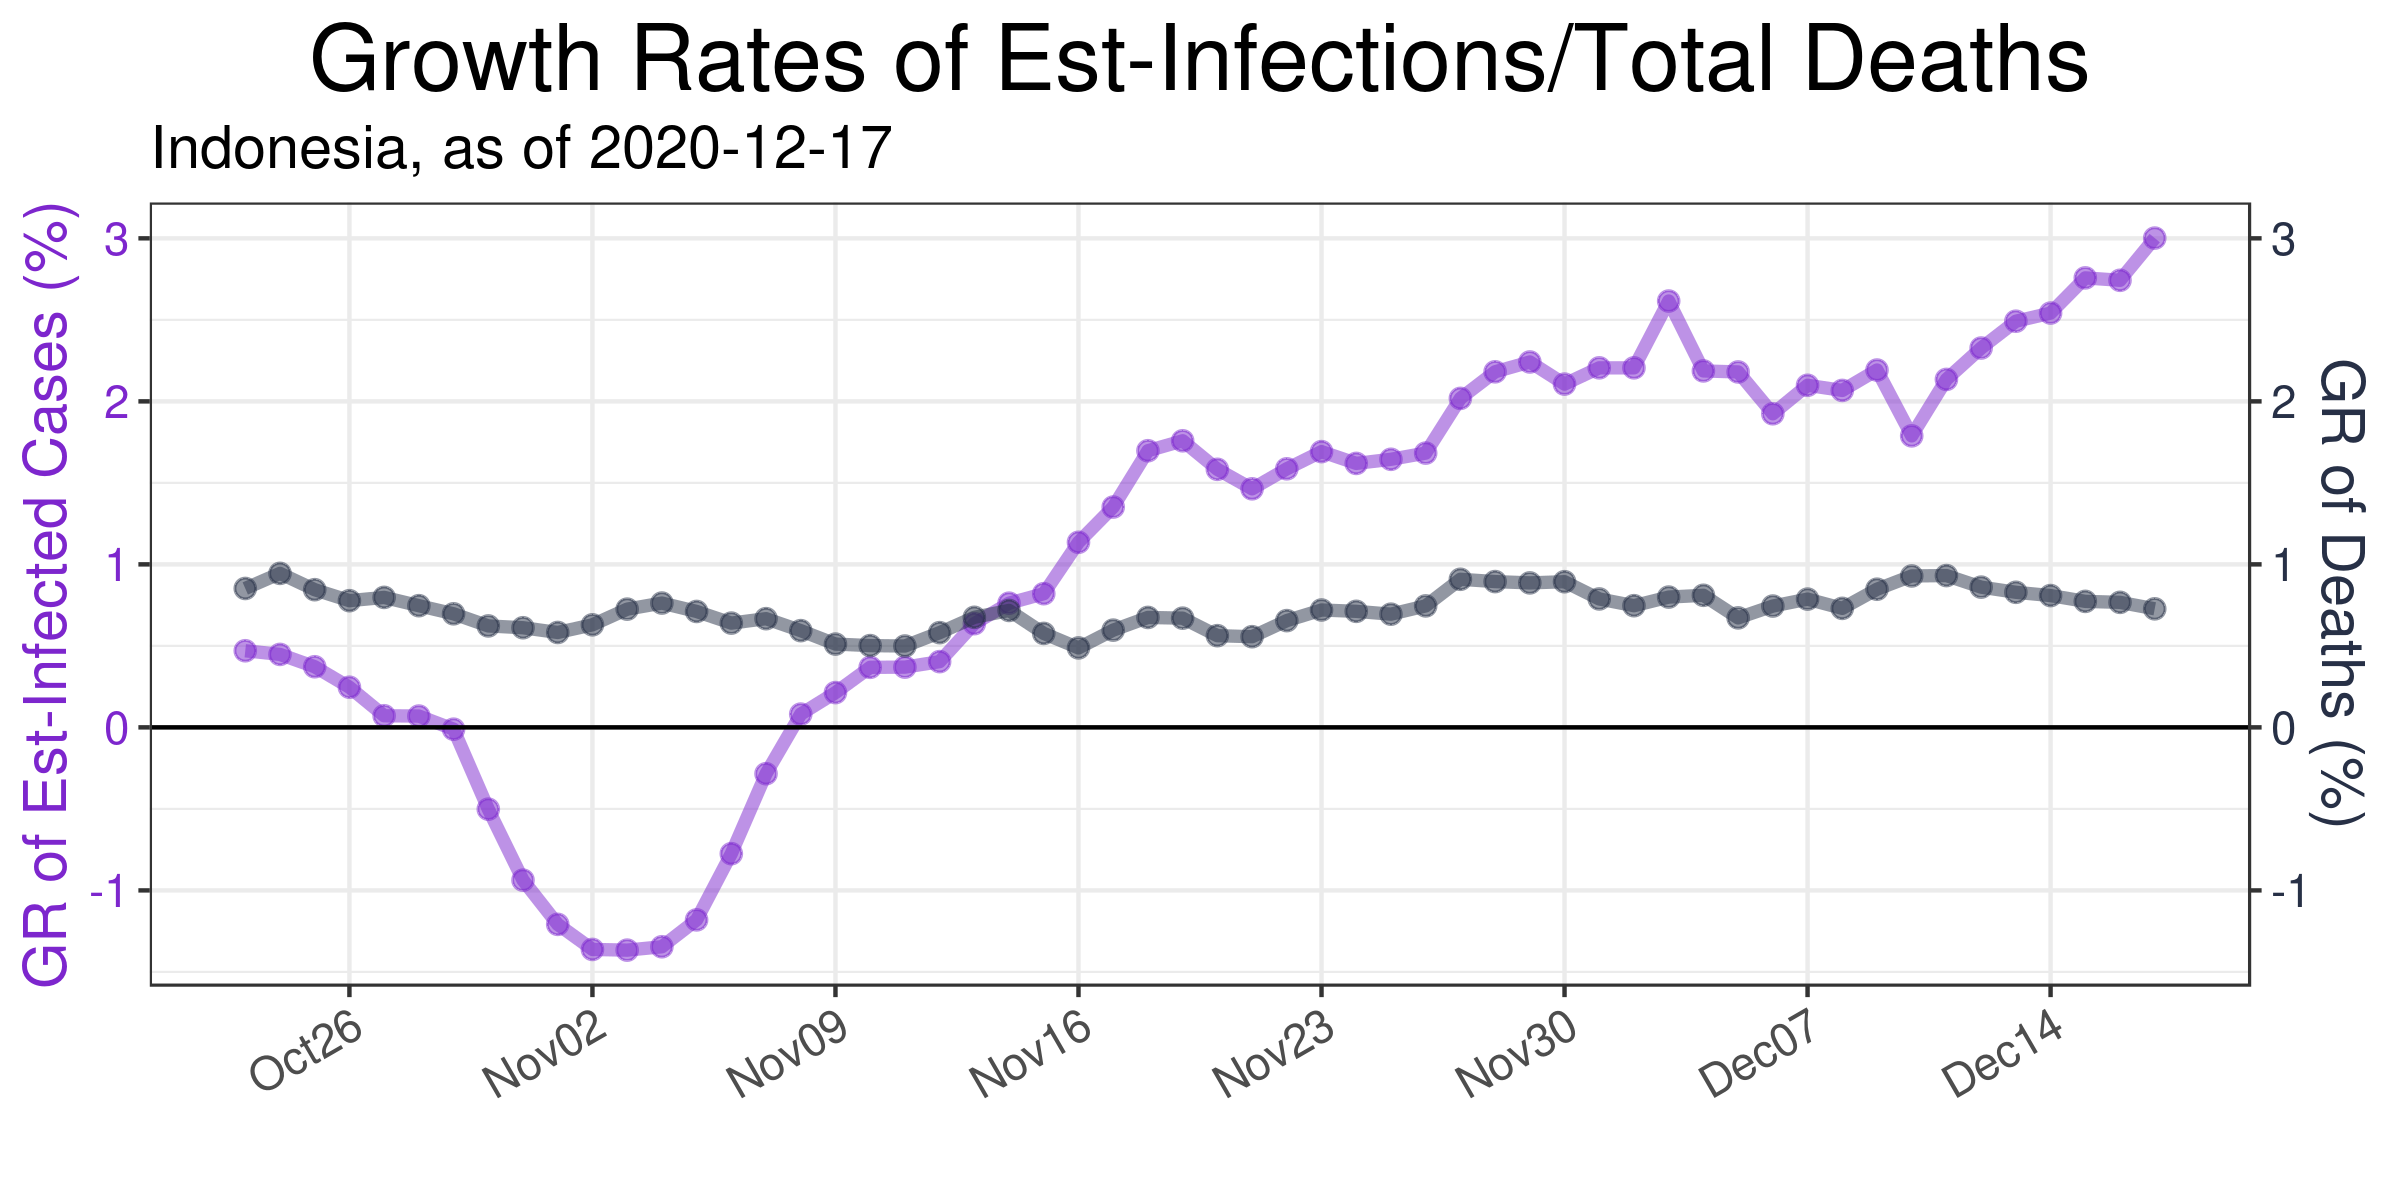 Growth Rates of Est-Infections/Total Deaths
Indonesia, as of 2020-12-17
GR of Est-Infected Cases (%)
3
2
1
0
-1
3
2
1
0
-1
GR of Deaths (%)
Oct26
Nov02
Nov09
Nov16
Nov23
Nov30
Dec07
Dec14